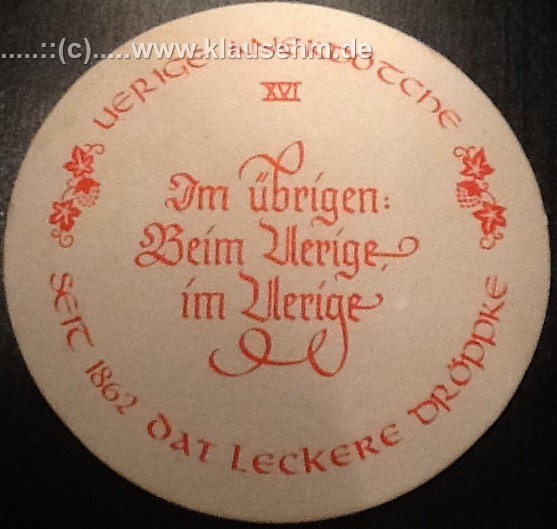 .....::(c).....www.klausehm.de
UERIGE
XVI
Im übrigen:
Beim Uerige,
im Uerige
SEIT 1862 DAT LECKERE DRÖPPKE